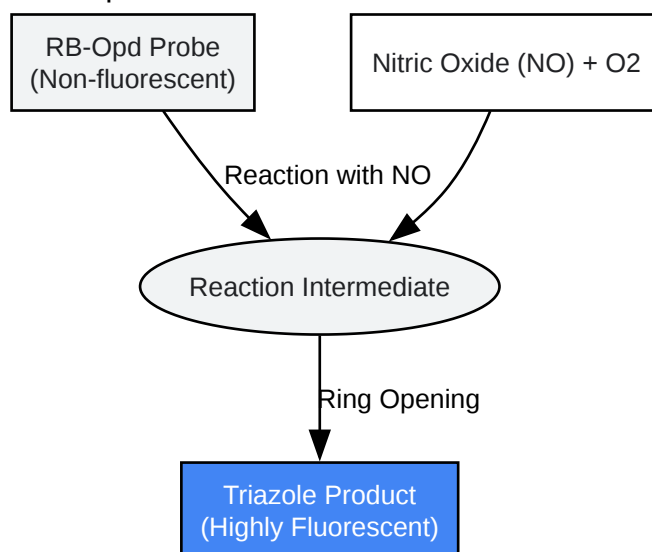 RB-Opd Probe
(Non-fluorescent)
Nitric Oxide (NO) + O2
Reaction with NO
Reaction Intermediate
Ring Opening
Triazole Product
(Highly Fluorescent)